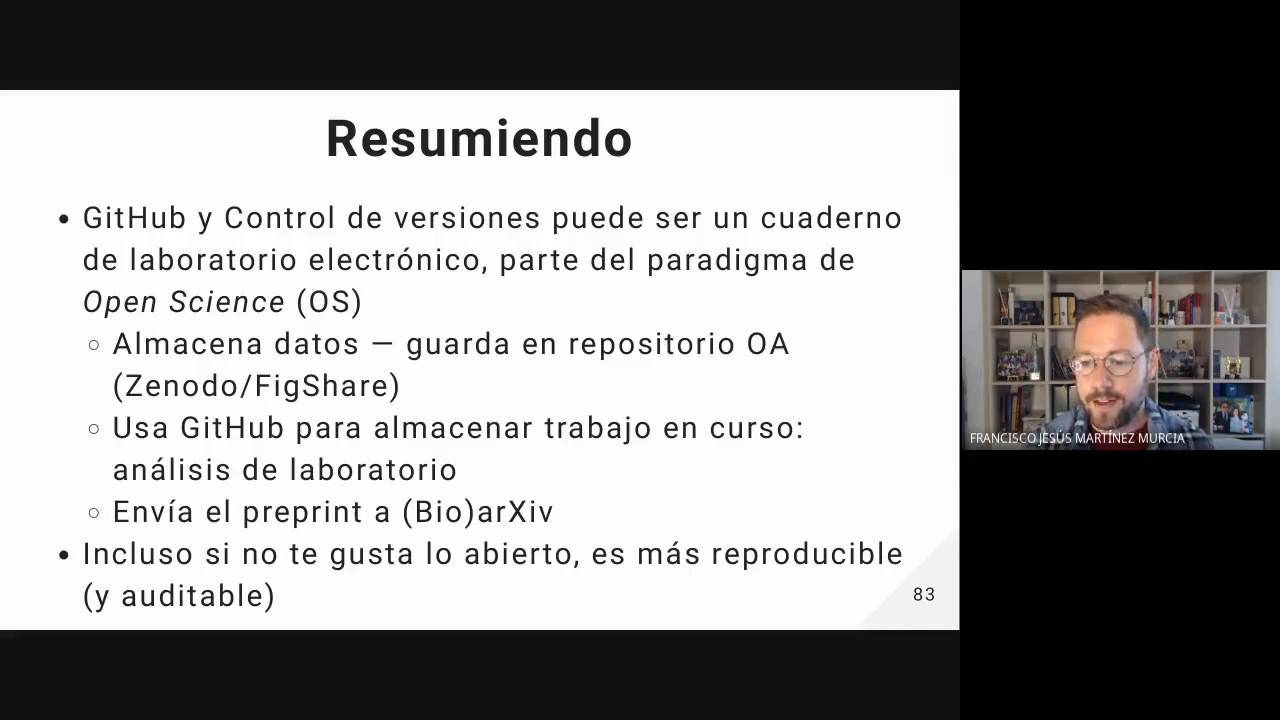 Resumiendo
• GitHub y Control de versiones puede ser un cuaderno
de laboratorio electrónico, parte del paradigma de
Open Science (OS)
◦ Almacena datos — guarda en repositorio OA
(Zenodo/FigShare)
◦ Usa GitHub para almacenar trabajo en curso:
análisis de laboratorio
◦ Envía el preprint a (Bio)arXiv
• Incluso si no te gusta lo abierto, es más reproducible
(y auditable)
83
FRANCISCO JESÚS MARTÍNEZ MURCIA